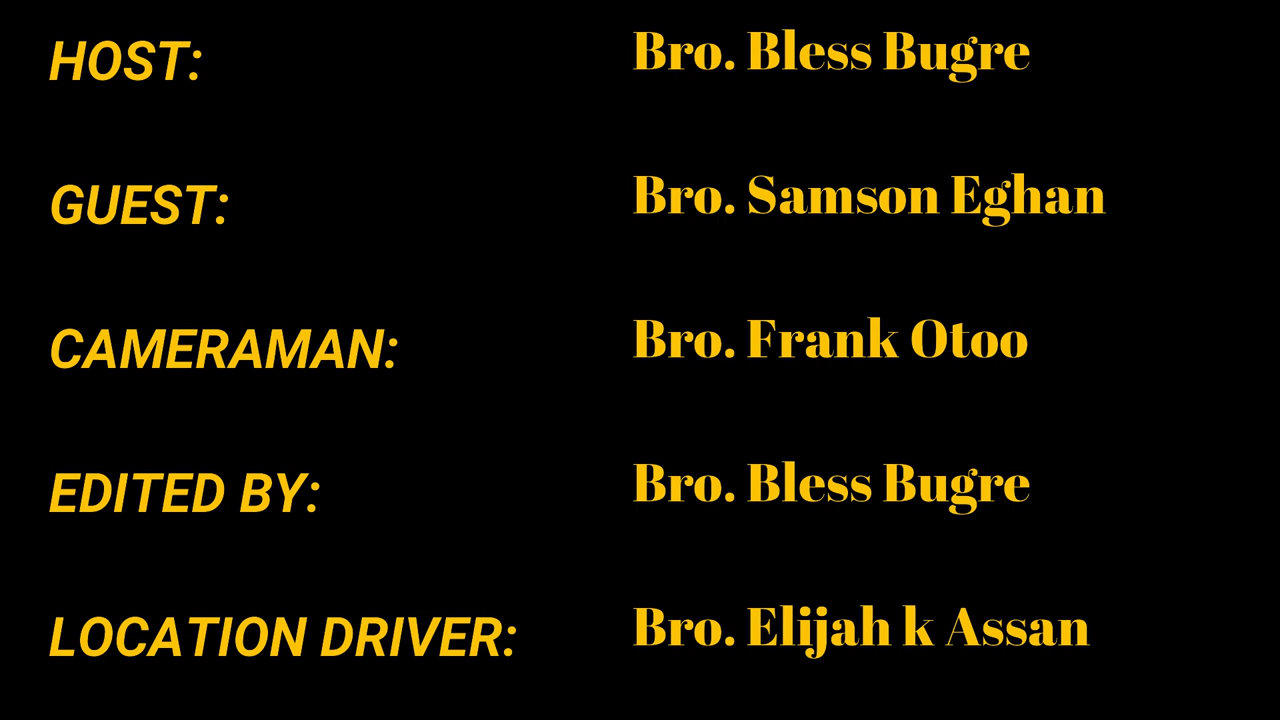 HOST: Bro. Bless Bugre
GUEST: Bro. Samson Eghan
CAMERAMAN: Bro. Frank Otoo
EDITED BY: Bro. Bless Bugre
LOCATION DRIVER: Bro. Elijah k Assan